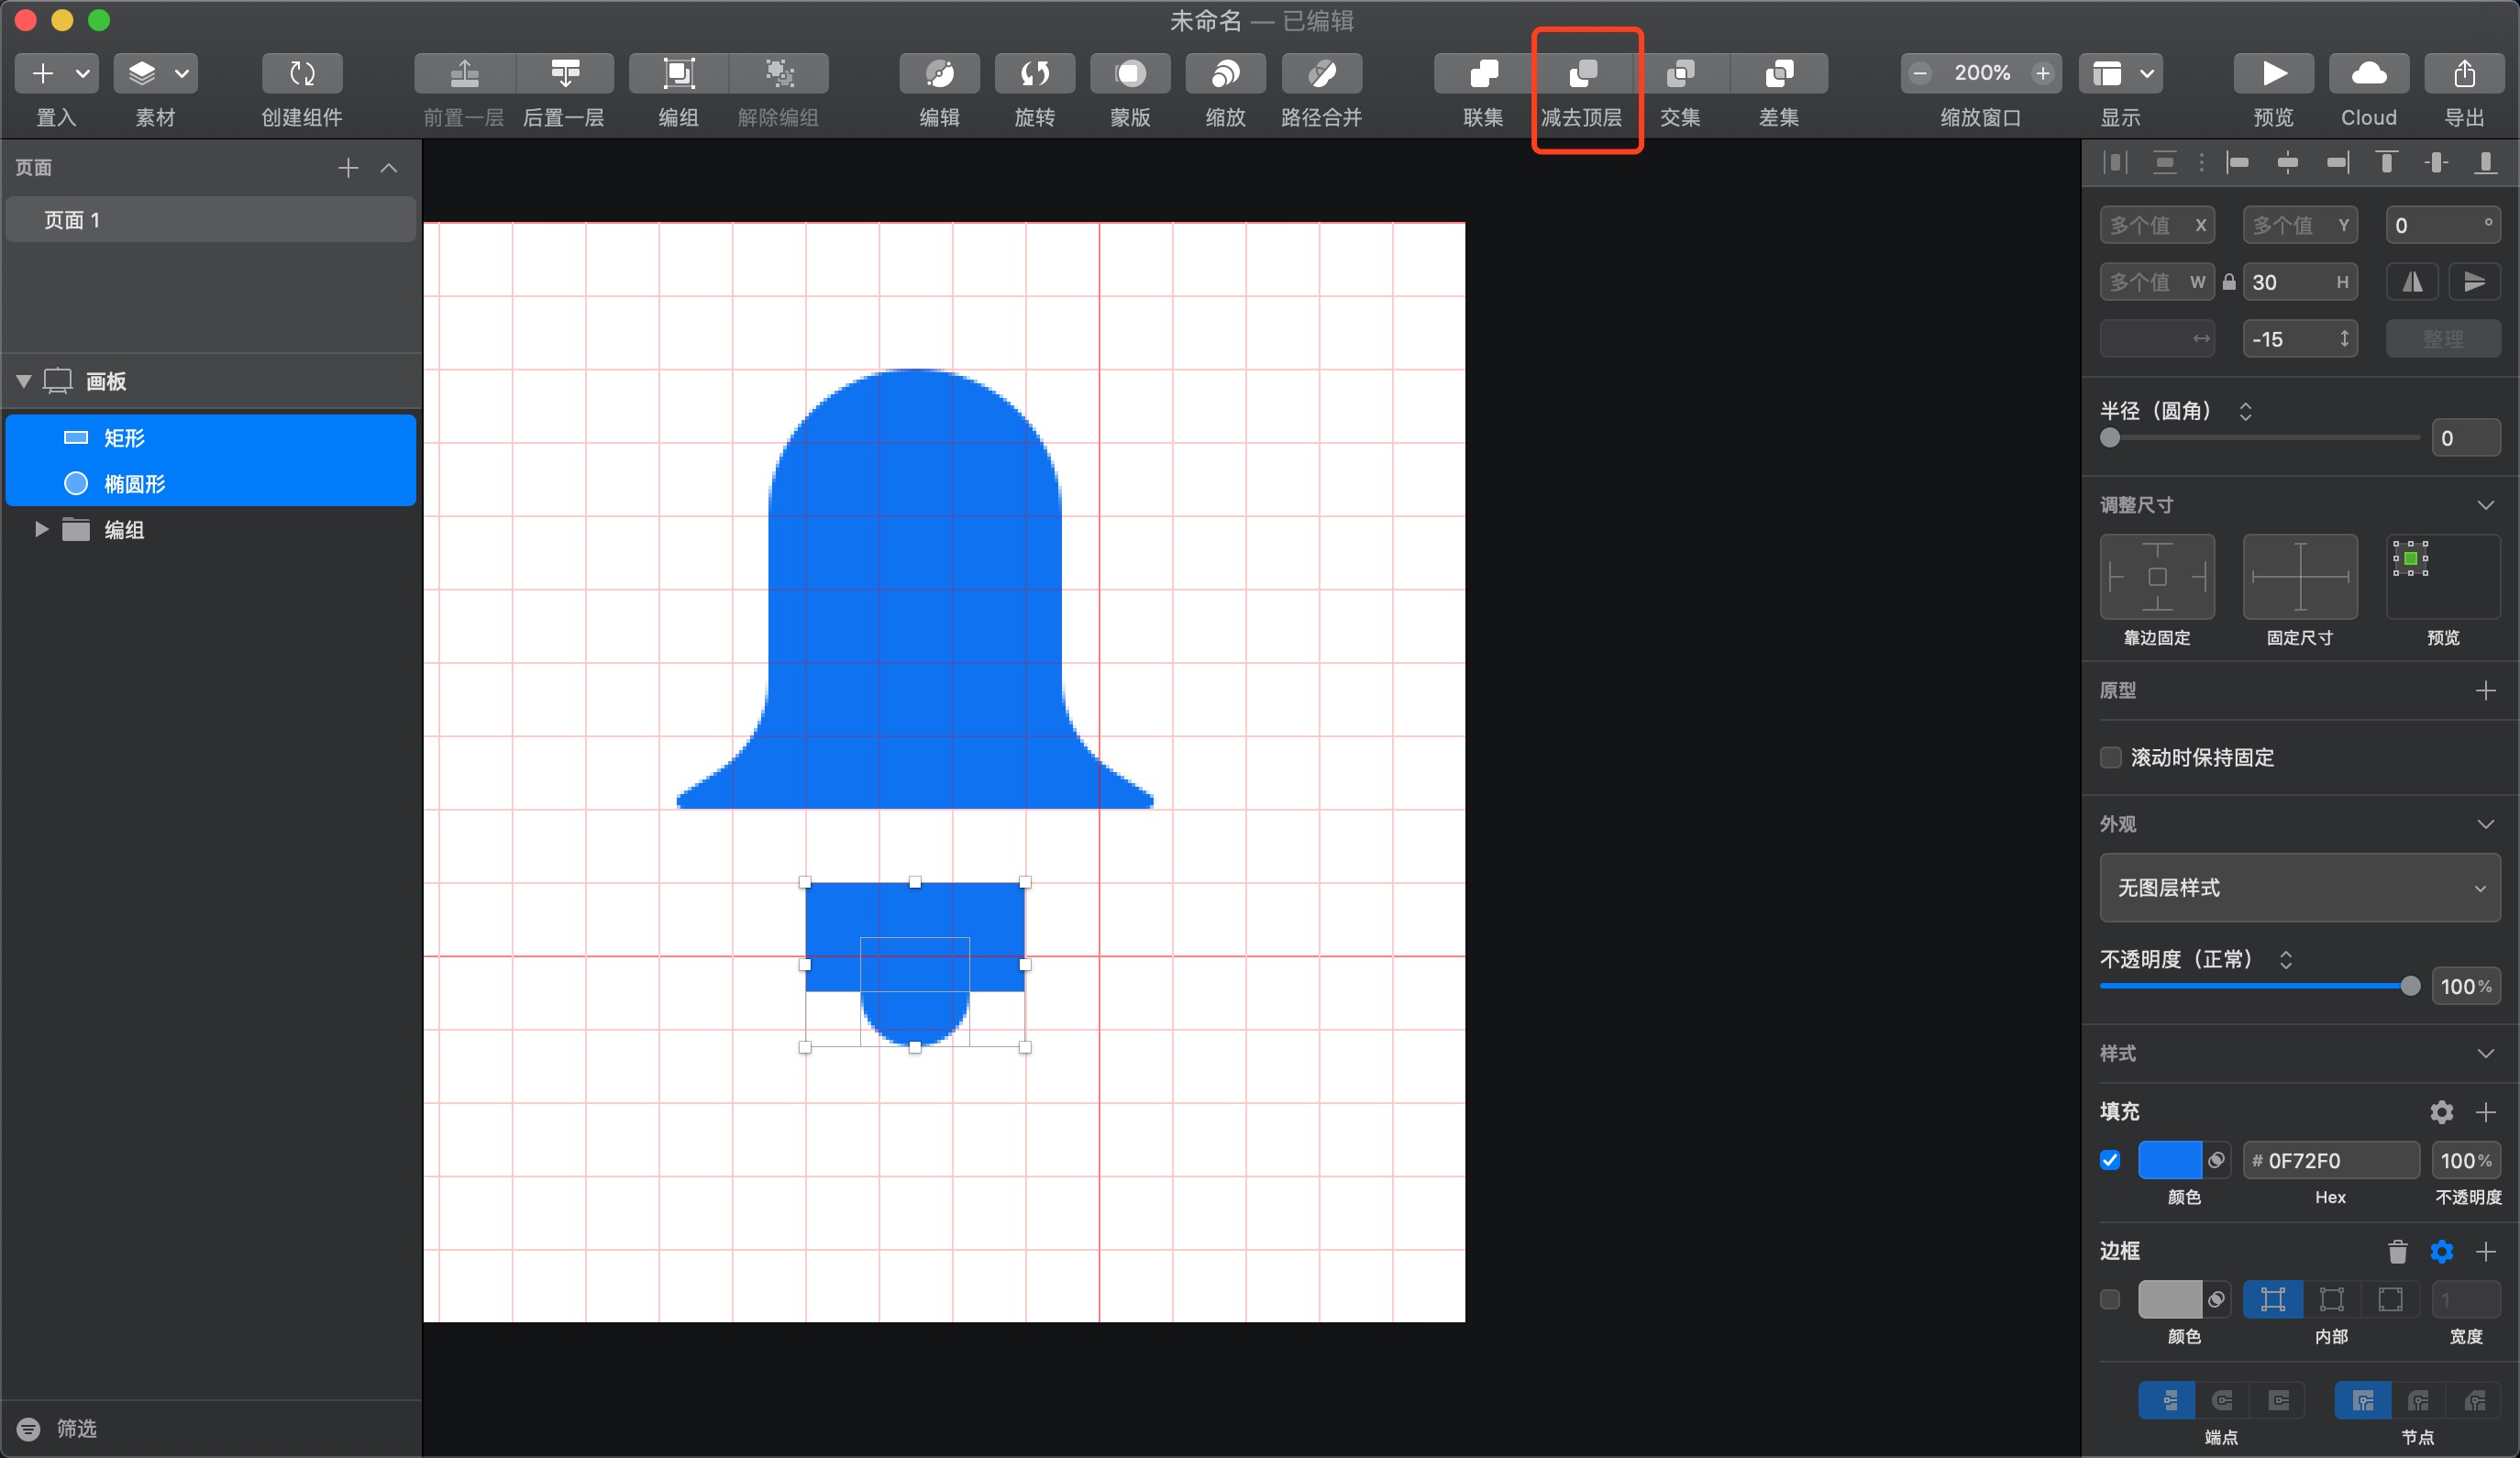 未命名 — 已编辑
200%
置入 素材 创建组件 前置一层 后置一层 编组 解除编组 编辑 旋转 蒙版 缩放 路径合并 联集 减去顶层 交集 差集 缩放窗口 显示 预览 Cloud 导出
页面
页面 1
画板
矩形
椭圆形
编组
筛选
多个值 X 多个值 Y 0 °
多个值 W 30 H
-15 整理
半径（圆角）
0
调整尺寸
靠边固定 固定尺寸 预览
原型
滚动时保持固定
外观
无图层样式
不透明度（正常）
100%
样式
填充
# 0F72F0 100%
颜色 Hex 不透明度
边框
1
颜色 内部 宽度
端点 节点